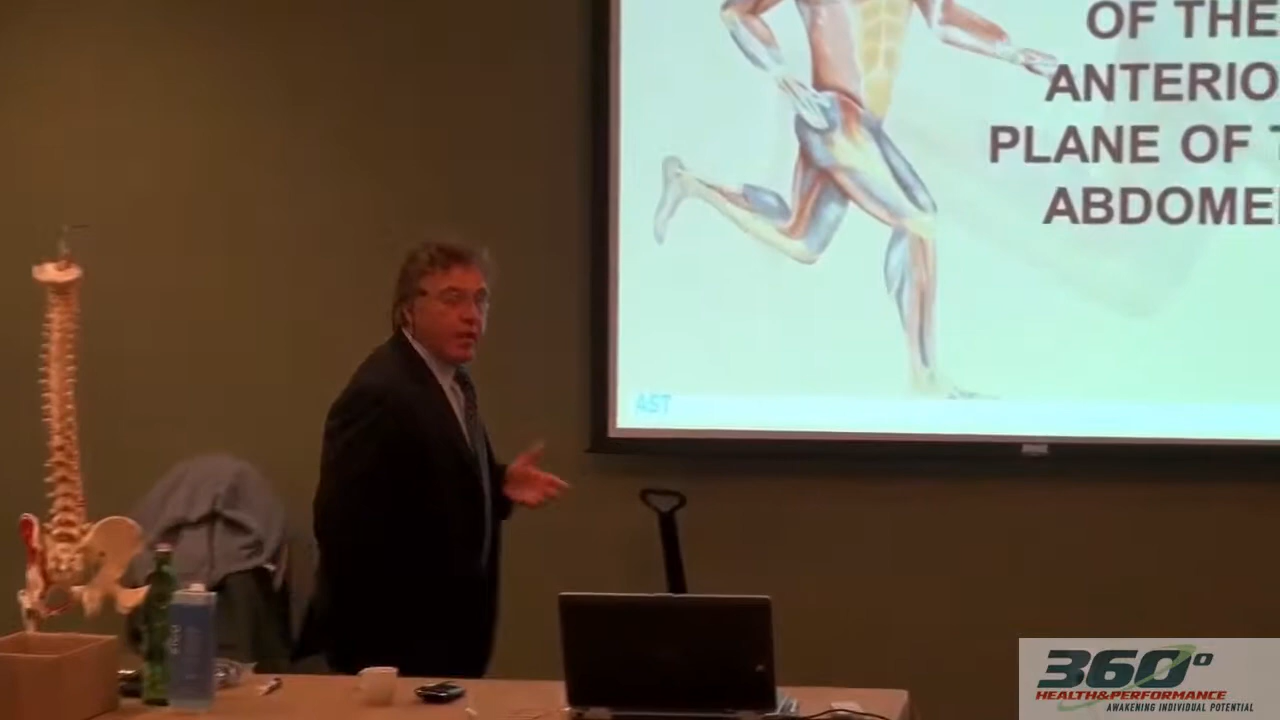 OF THE
ANTERIO
PLANE OF T
ABDOME
AST
360°
HEALTH&PERFORMANCE
AWAKENING INDIVIDUAL POTENTIAL